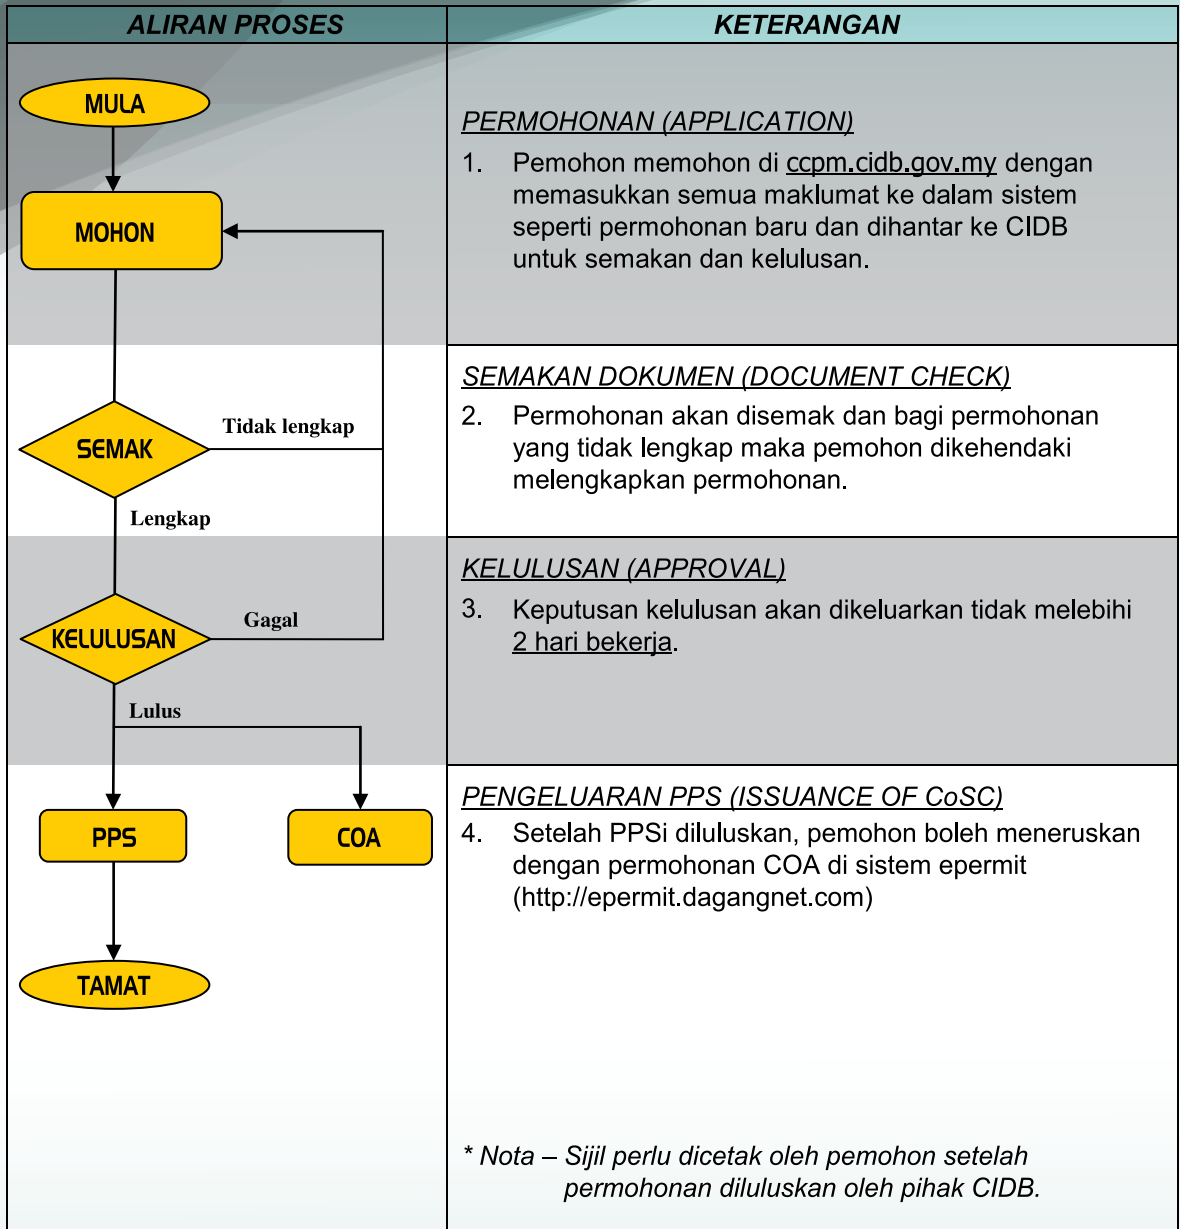 ALIRAN PROSES
KETERANGAN
MULA
MOHON
PERMOHONAN (APPLICATION)
1. Pemohon memohon di ccpm.cidb.gov.my dengan
memasukkan semua maklumat ke dalam sistem
seperti permohonan baru dan dihantar ke CIDB
untuk semakan dan kelulusan.
SEMAK
Tidak lengkap
Lengkap
SEMAKAN DOKUMEN (DOCUMENT CHECK)
2. Permohonan akan disemak dan bagi permohonan
yang tidak lengkap maka pemohon dikehendaki
melengkapkan permohonan.
KELULUSAN
Gagal
Lulus
KELULUSAN (APPROVAL)
3. Keputusan kelulusan akan dikeluarkan tidak melebihi
2 hari bekerja.
PPS
COA
TAMAT
PENGELUARAN PPS (ISSUANCE OF CoSC)
4. Setelah PPSi diluluskan, pemohon boleh meneruskan
dengan permohonan COA di sistem epermit
(http://epermit.dagangnet.com)
* Nota – Sijil perlu dicetak oleh pemohon setelah
permohonan diluluskan oleh pihak CIDB.